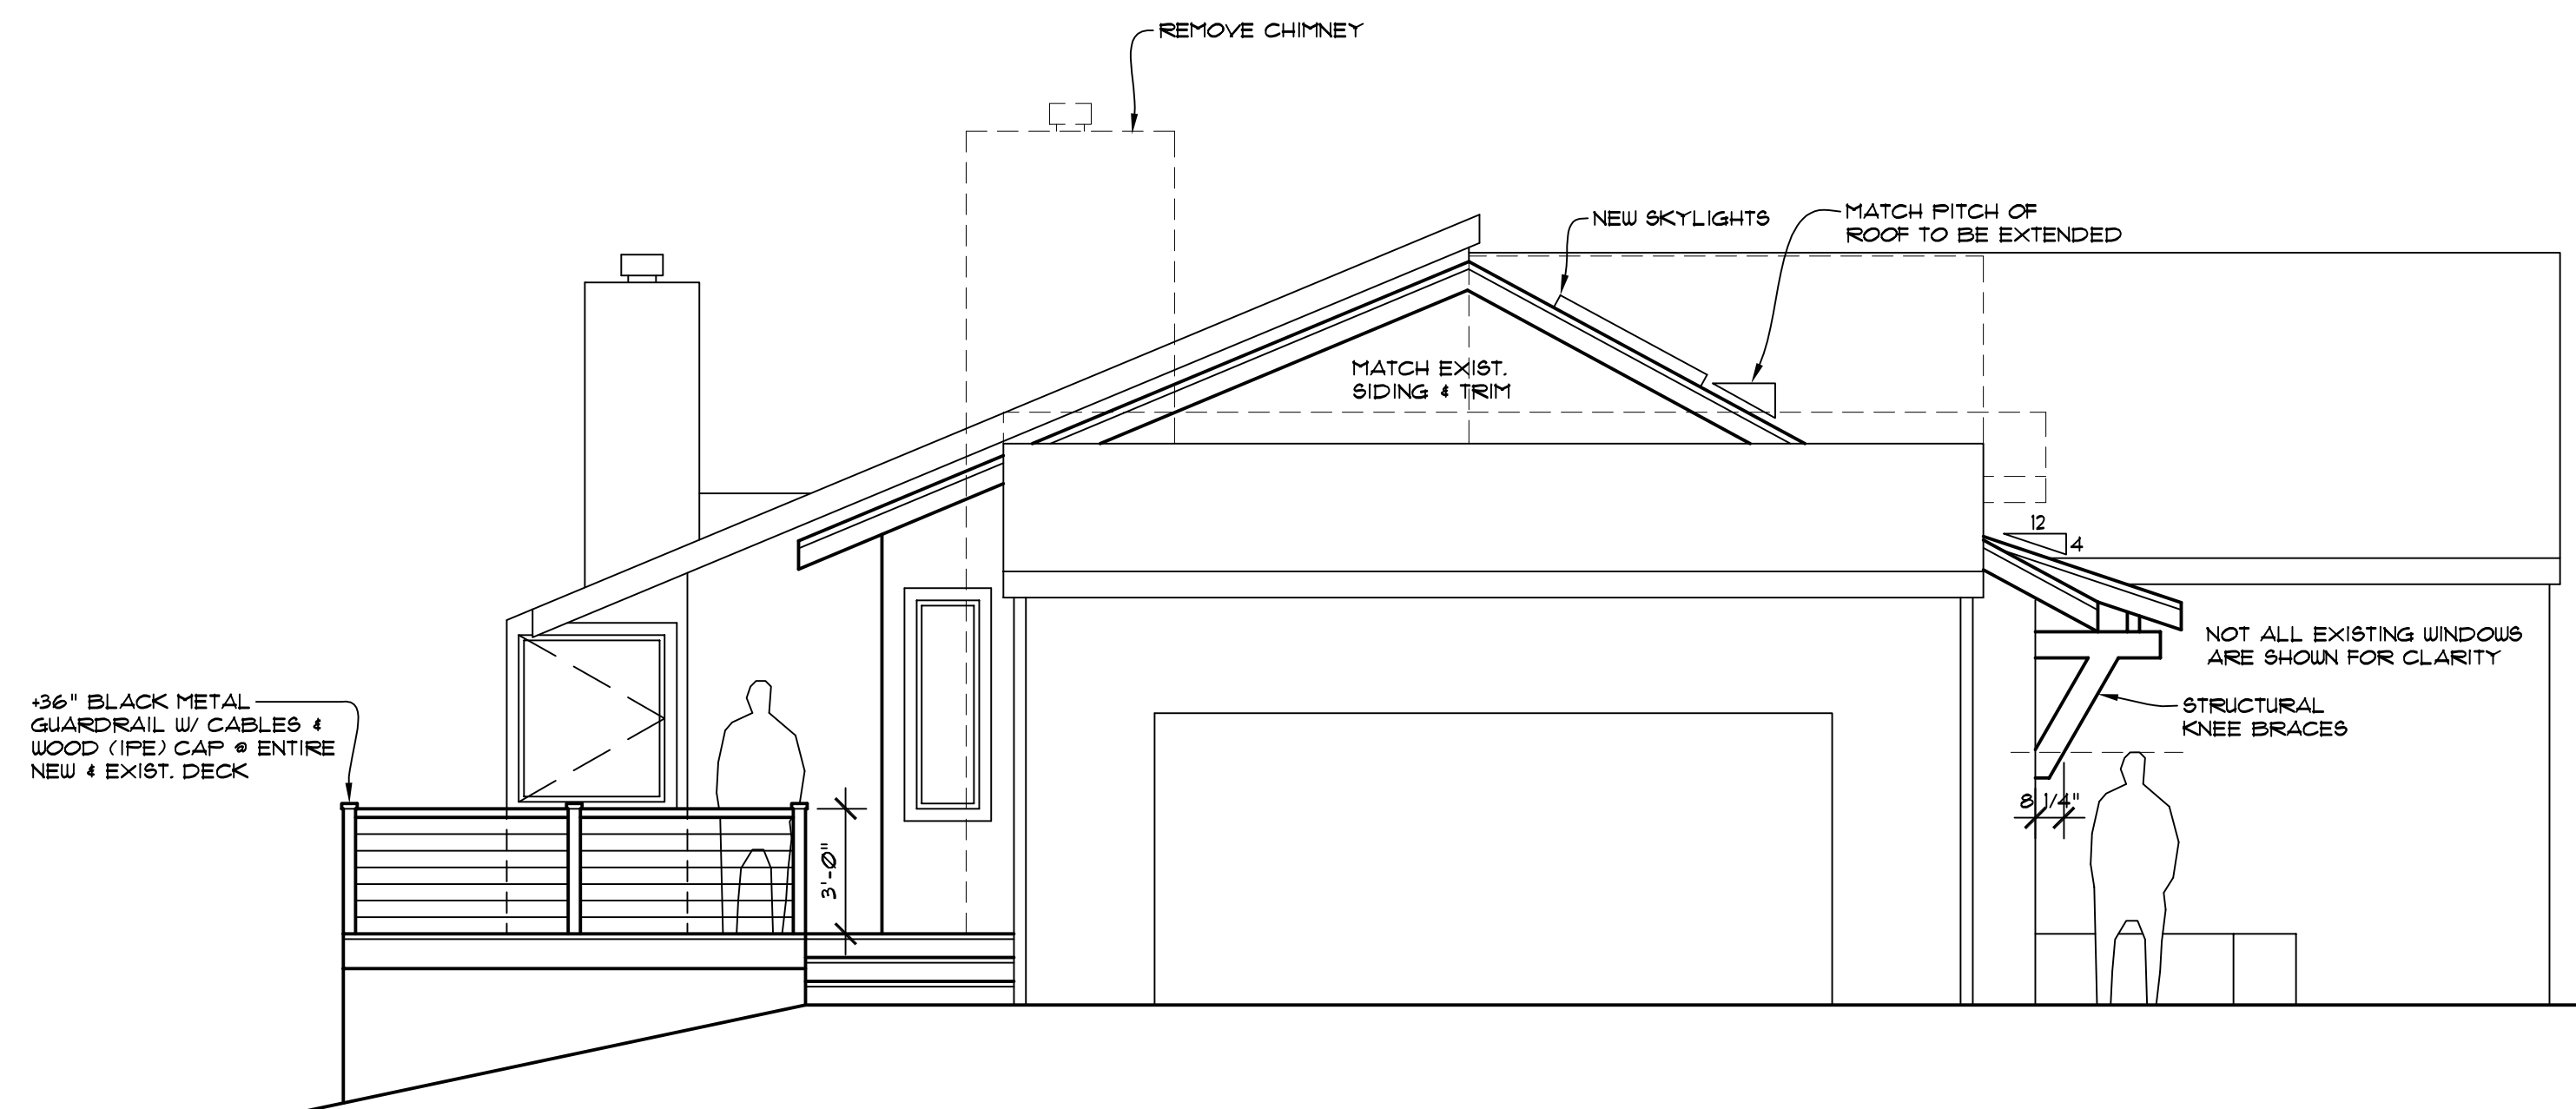 REMOVE CHIMNEY
NEW SKYLIGHTS
MATCH PITCH OF
ROOF TO BE EXTENDED
MATCH EXIST.
SIDING & TRIM
12
4
NOT ALL EXISTING WINDOWS
ARE SHOWN FOR CLARITY
STRUCTURAL
KNEE BRACES
+36" BLACK METAL
GUARDRAIL W/ CABLES &
WOOD (IPE) CAP @ ENTIRE
NEW & EXIST. DECK
3'-0"
8 1/4"